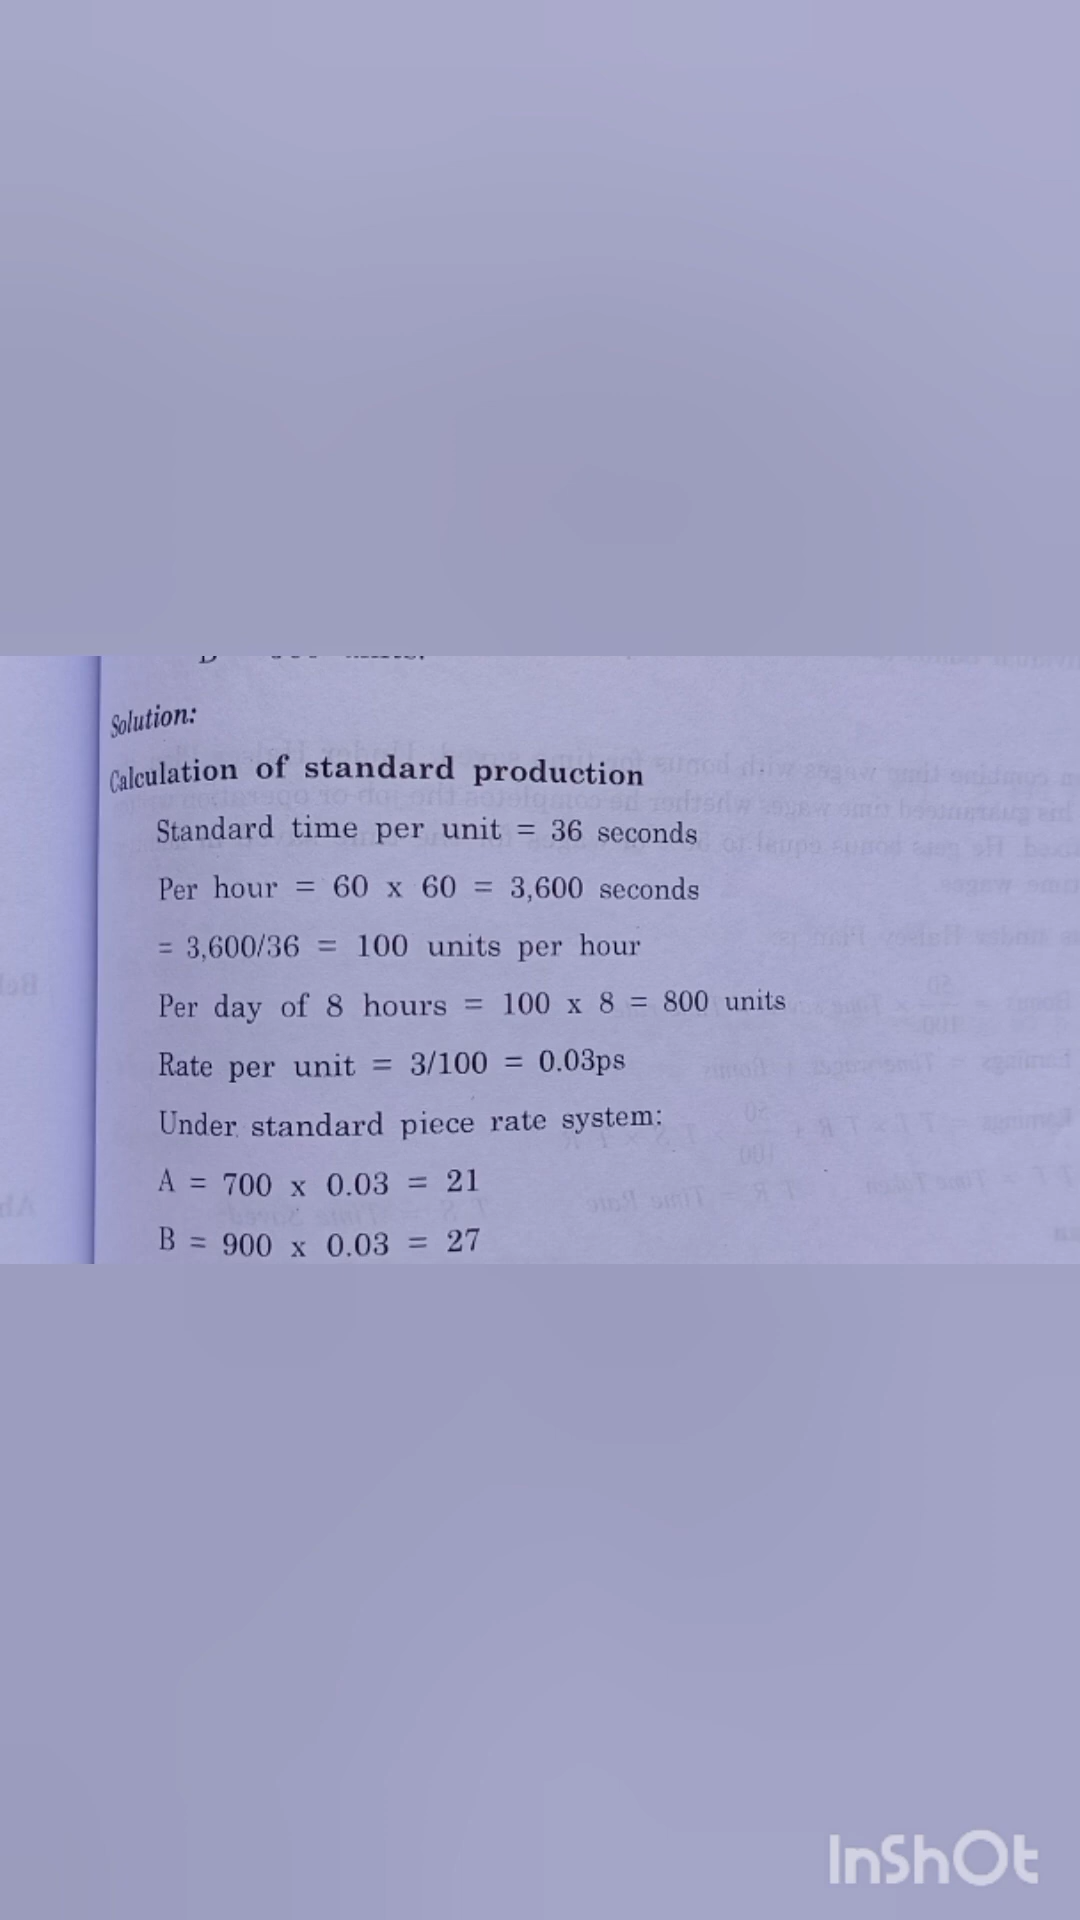 Solution:
Calculation of standard production
Standard time per unit = 36 seconds
Per hour = 60 x 60 = 3,600 seconds
= 3,600/36 = 100 units per hour
Per day of 8 hours = 100 x 8 = 800 units
Rate per unit = 3/100 = 0.03ps
Under standard piece rate system:
A = 700 x 0.03 = 21
B = 900 x 0.03 = 27
InShOt